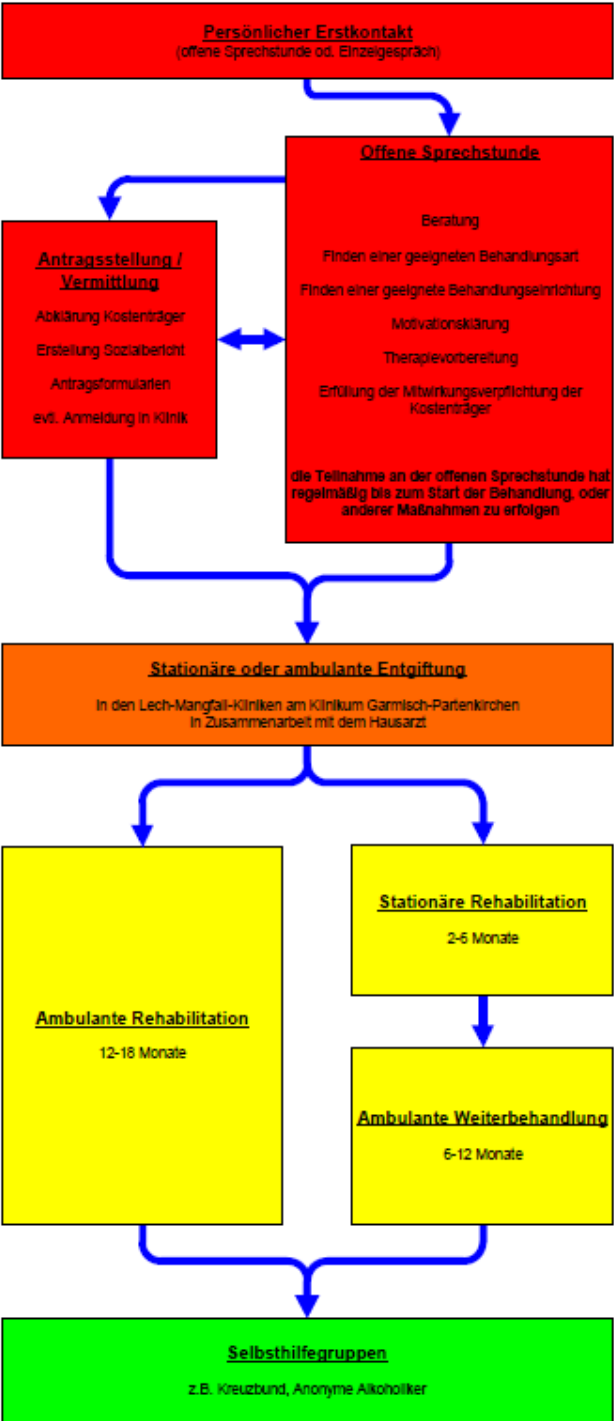 Persönlicher Erstkontakt
(offene Sprechstunde od. Einzelgespräch)
Offene Sprechstunde
Beratung
Finden einer geeigneten Behandlungsart
Finden einer geeignete Behandlungseinrichtung
Motivationsklärung
Therapievorbereitung
Erfüllung der Mitwirkungsverpflichtung der
Kostenträger
die Teilnahme an der offenen Sprechstunde hat
regelmäßig bis zum Start der Behandlung, oder
anderer Maßnahmen zu erfolgen
Antragsstellung /
Vermittlung
Abklärung Kostenträger
Erstellung Sozialbericht
Antragsformularien
evtl. Anmeldung in Klinik
Stationäre oder ambulante Entgiftung
in den Lech-Mangfall-Kliniken am Klinikum Garmisch-Partenkirchen
in Zusammenarbeit mit dem Hausarzt
Ambulante Rehabilitation
12-18 Monate
Stationäre Rehabilitation
2-6 Monate
Ambulante Weiterbehandlung
6-12 Monate
Selbsthilfegruppen
z.B. Kreuzbund, Anonyme Alkoholiker